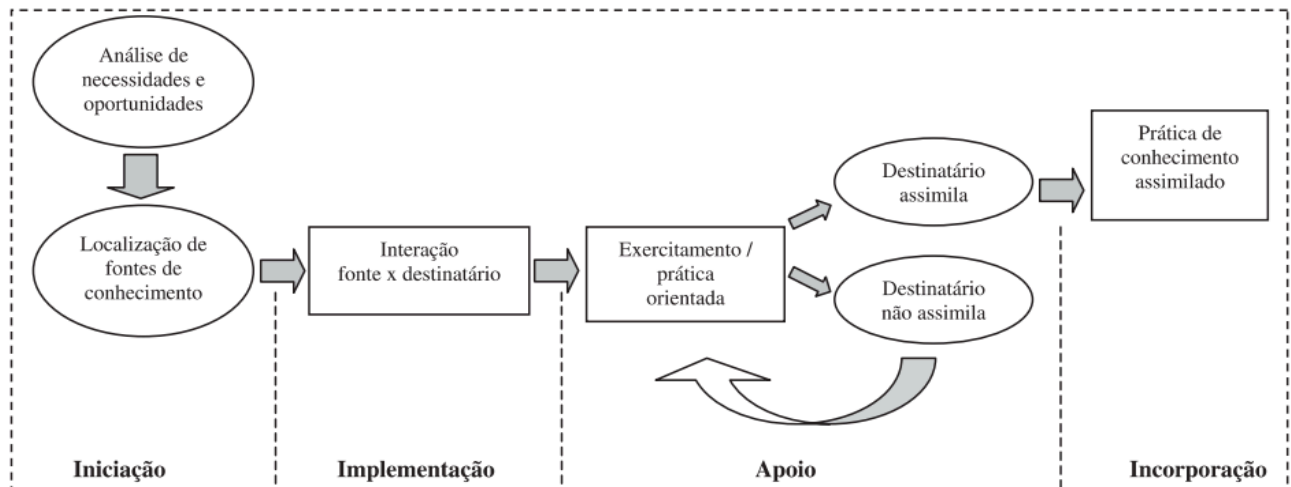 Análise de
necessidades e
oportunidades
Localização de
fontes de
conhecimento
Interação
fonte x destinatário
Exercitamento /
prática
orientada
Destinatário
assimila
Destinatário
não assimila
Prática de
conhecimento
assimilado
Iniciação
Implementação
Apoio
Incorporação